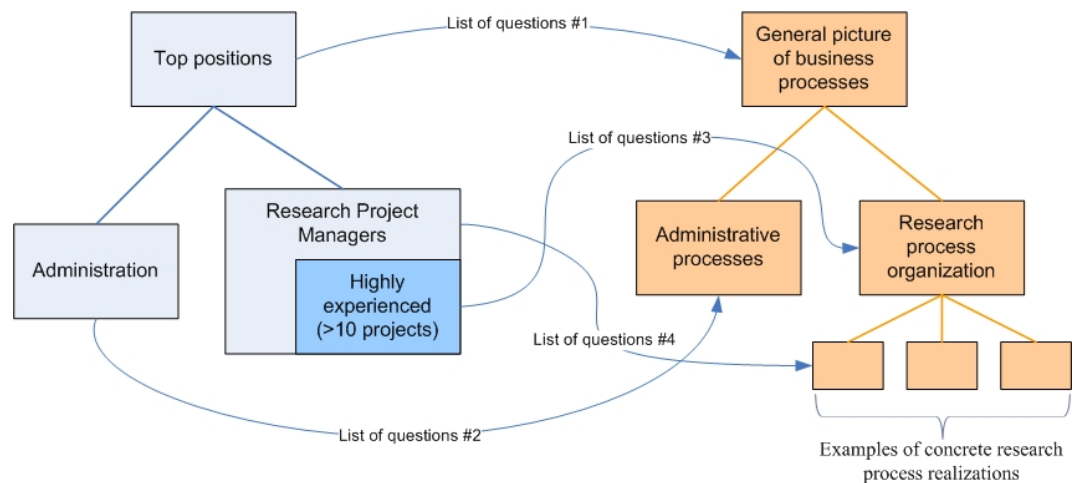 List of questions #1
Top positions
General picture
of business
processes
List of questions #3
Research Project
Managers
Administration
Highly
experienced
(>10 projects)
Administrative
processes
Research
process
organization
List of questions #4
List of questions #2
Examples of concrete research
process realizations